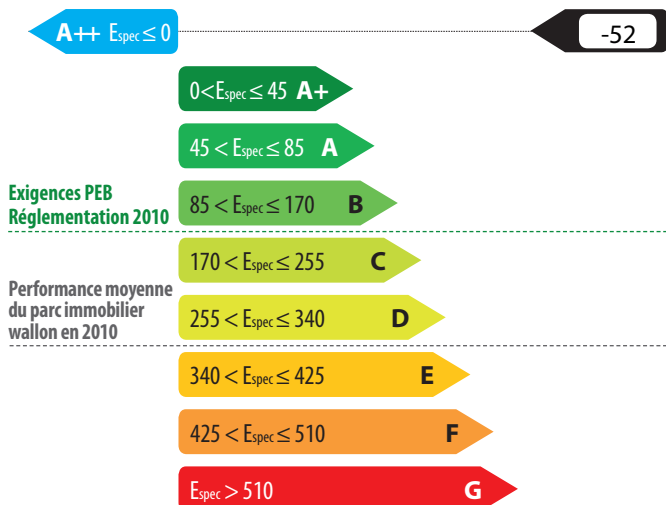 A++ Espec ≤ 0
-52
0<Espec ≤ 45 A+
45 < Espec ≤ 85 A
Exigences PEB
Réglementation 2010
85 < Espec ≤ 170 B
170 < Espec ≤ 255 C
Performance moyenne
du parc immobilier
wallon en 2010
255 < Espec ≤ 340 D
340 < Espec ≤ 425 E
425 < Espec ≤ 510 F
Espec > 510 G